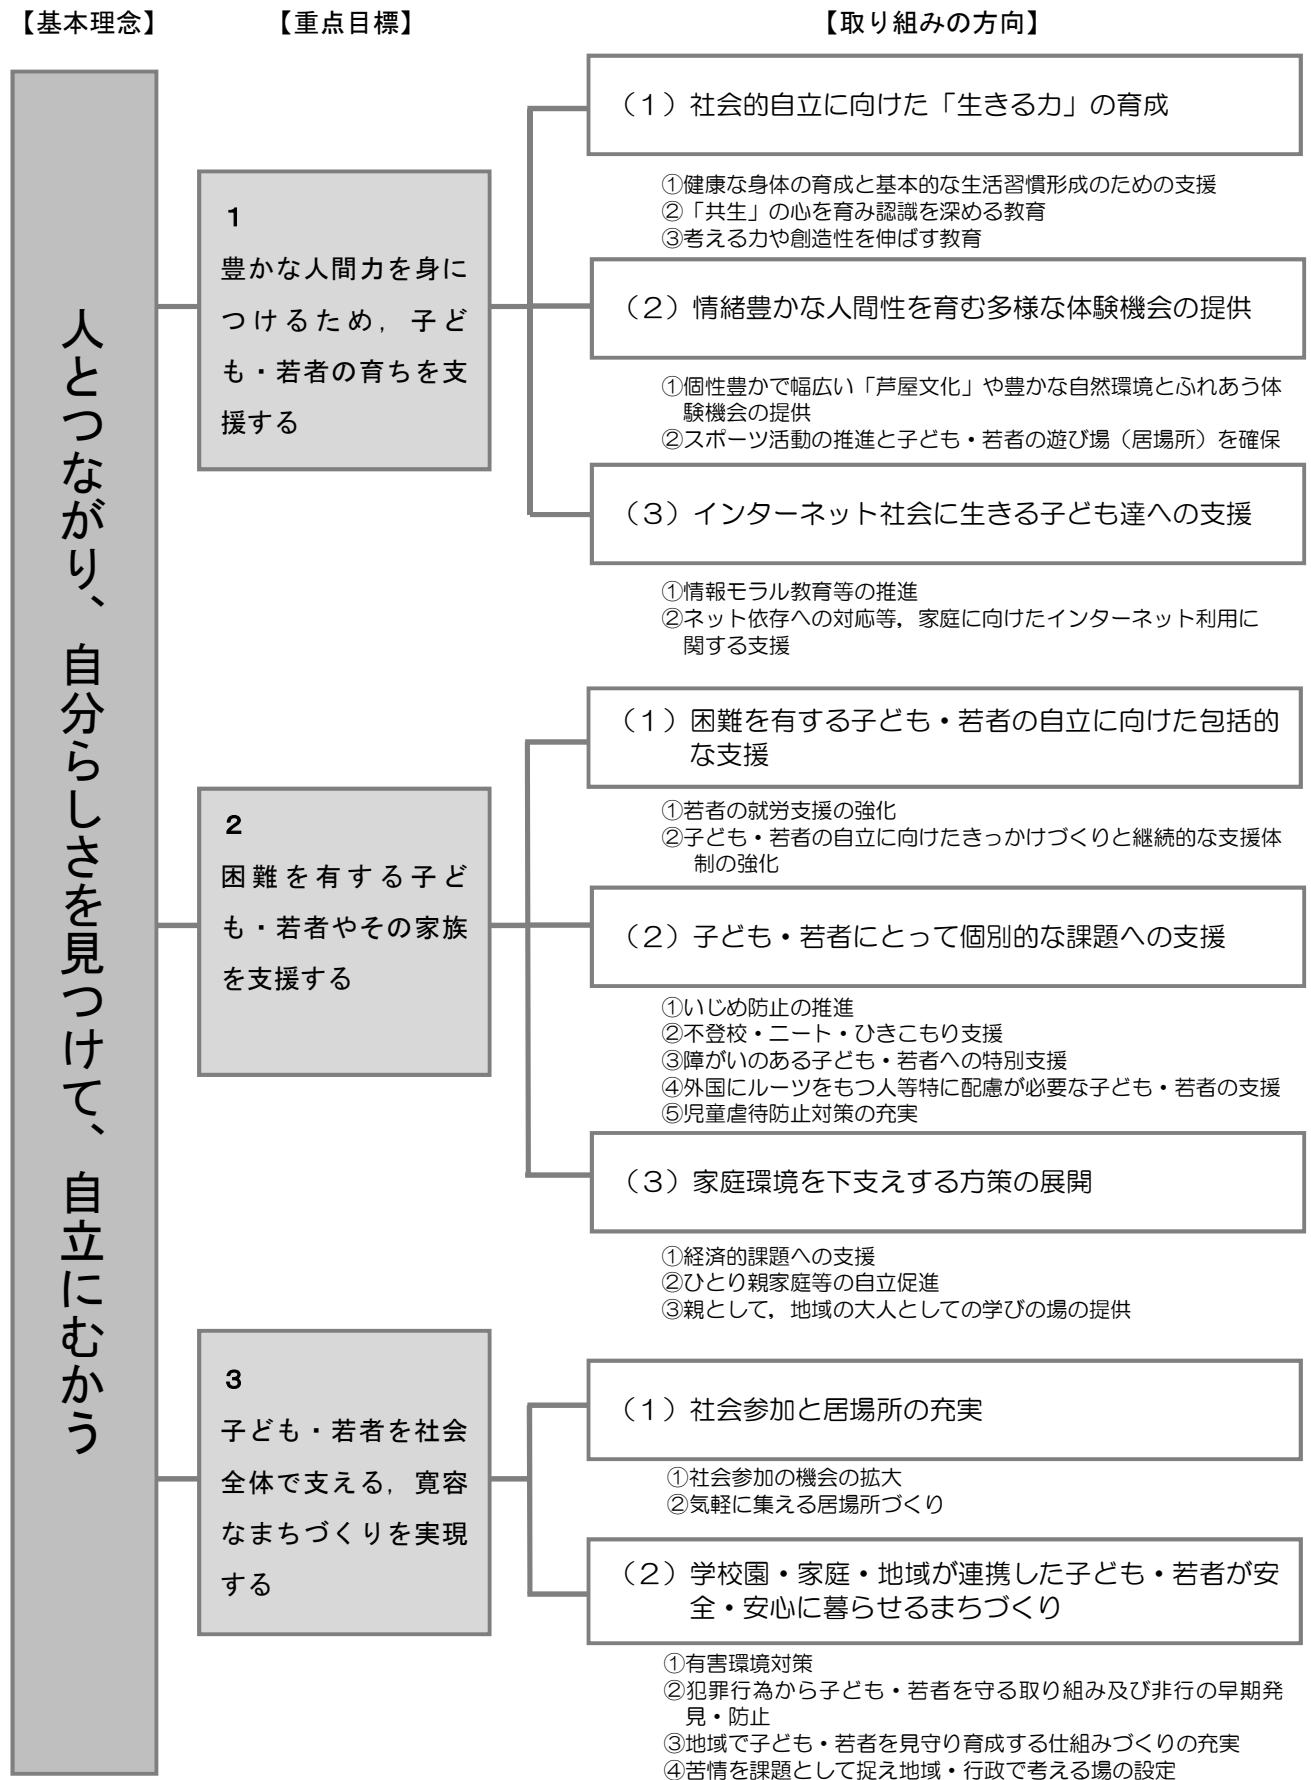 【基本理念】
【重点目標】
【取り組みの方向】
人とつながり、自分らしさを見つけて、自立にむかう
1
豊かな人間力を身に
つけるため，子ど
も・若者の育ちを支
援する
（１）社会的自立に向けた「生きる力」の育成
①健康な身体の育成と基本的な生活習慣形成のための支援
②「共生」の心を育み認識を深める教育
③考える力や創造性を伸ばす教育
（２）情緒豊かな人間性を育む多様な体験機会の提供
①個性豊かで幅広い「芦屋文化」や豊かな自然環境とふれあう体
験機会の提供
②スポーツ活動の推進と子ども・若者の遊び場（居場所）を確保
（３）インターネット社会に生きる子ども達への支援
①情報モラル教育等の推進
②ネット依存への対応等，家庭に向けたインターネット利用に
関する支援
2
困難を有する子ど
も・若者やその家族
を支援する
（１）困難を有する子ども・若者の自立に向けた包括的
な支援
①若者の就労支援の強化
②子ども・若者の自立に向けたきっかけづくりと継続的な支援体
制の強化
（２）子ども・若者にとって個別的な課題への支援
①いじめ防止の推進
②不登校・ニート・ひきこもり支援
③障がいのある子ども・若者への特別支援
④外国にルーツをもつ人等特に配慮が必要な子ども・若者の支援
⑤児童虐待防止対策の充実
（３）家庭環境を下支えする方策の展開
①経済的課題への支援
②ひとり親家庭等の自立促進
③親として，地域の大人としての学びの場の提供
3
子ども・若者を社会
全体で支える，寛容
なまちづくりを実現
する
（１）社会参加と居場所の充実
①社会参加の機会の拡大
②気軽に集える居場所づくり
（２）学校園・家庭・地域が連携した子ども・若者が安
全・安心に暮らせるまちづくり
①有害環境対策
②犯罪行為から子ども・若者を守る取り組み及び非行の早期発
見・防止
③地域で子ども・若者を見守り育成する仕組みづくりの充実
④苦情を課題として捉え地域・行政で考える場の設定